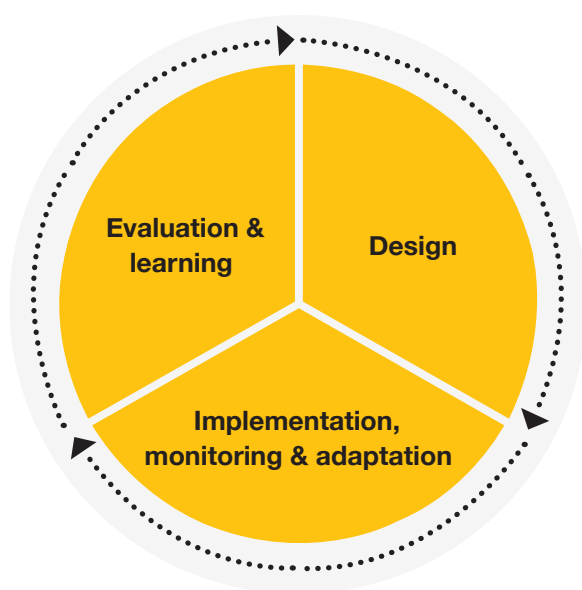 Evaluation &
learning
Design
Implementation,
monitoring & adaptation